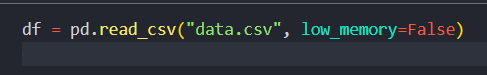 df = pd.read_csv("data.csv", low_memory=False)